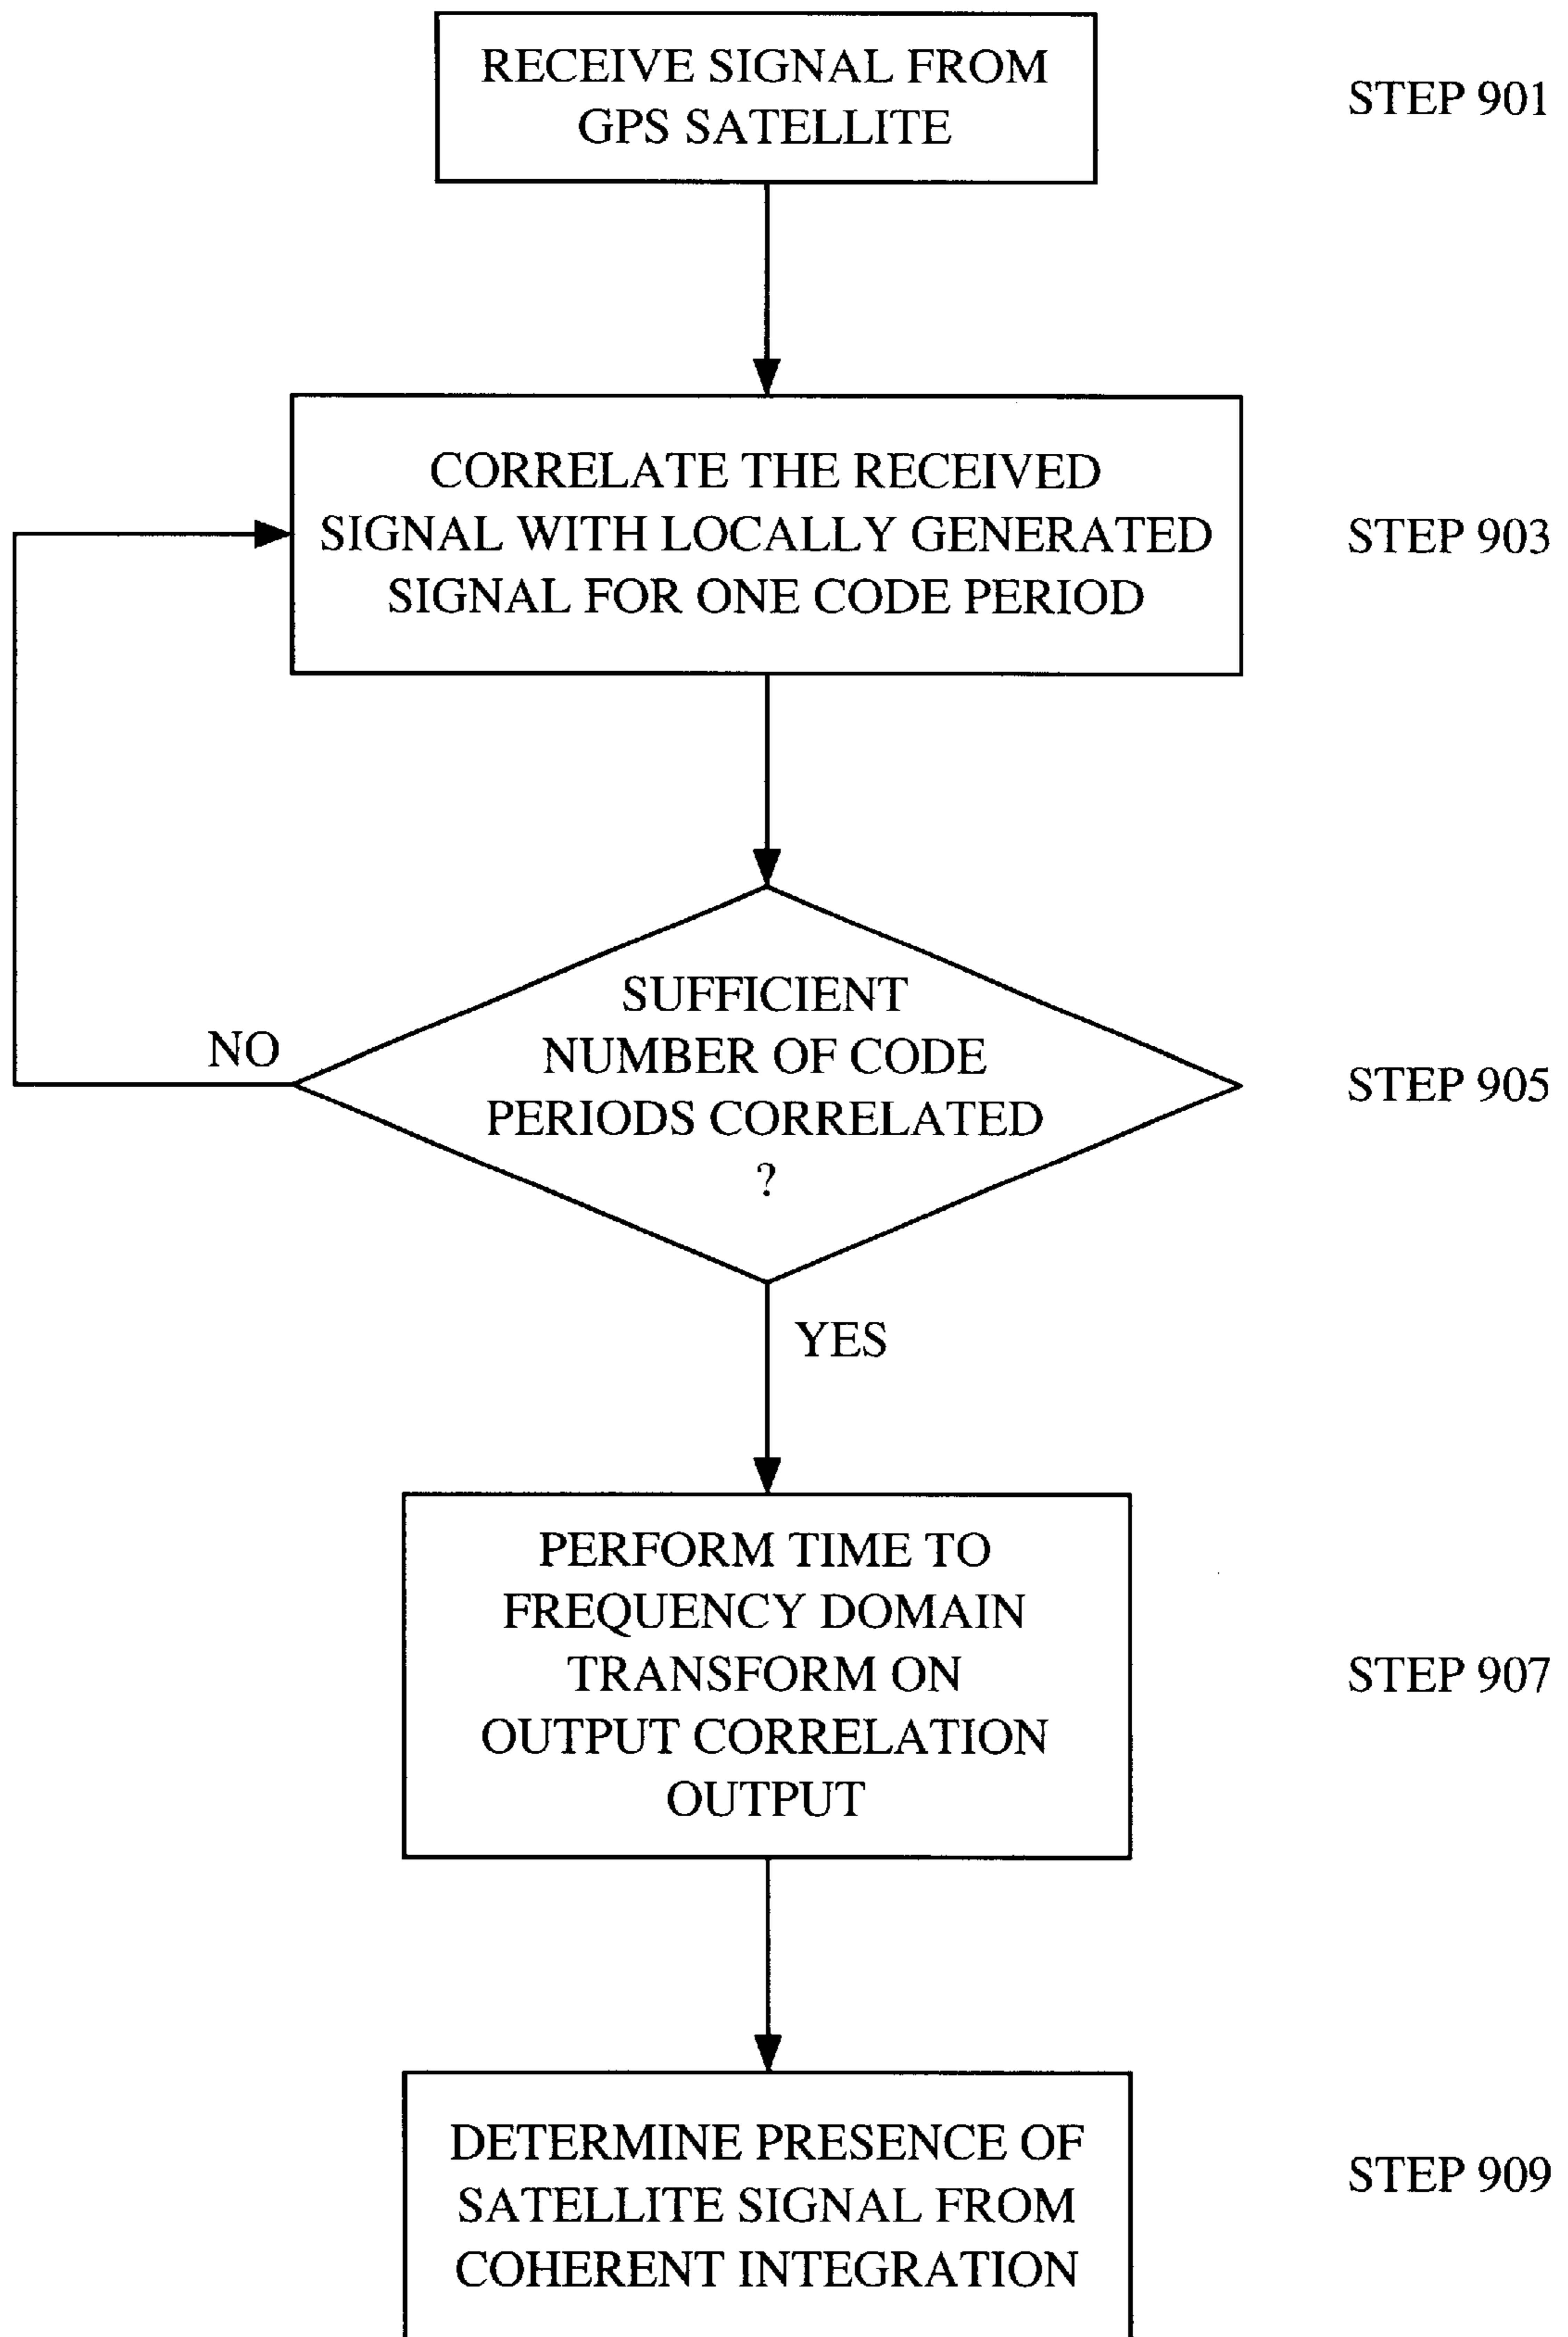 RECEIVE SIGNAL FROM
GPS SATELLITE
STEP 901
CORRELATE THE RECEIVED
SIGNAL WITH LOCALLY GENERATED
SIGNAL FOR ONE CODE PERIOD
STEP 903
SUFFICIENT
NUMBER OF CODE
PERIODS CORRELATED
?
NO
STEP 905
YES
PERFORM TIME TO
FREQUENCY DOMAIN
TRANSFORM ON
OUTPUT CORRELATION
OUTPUT
STEP 907
DETERMINE PRESENCE OF
SATELLITE SIGNAL FROM
COHERENT INTEGRATION
STEP 909